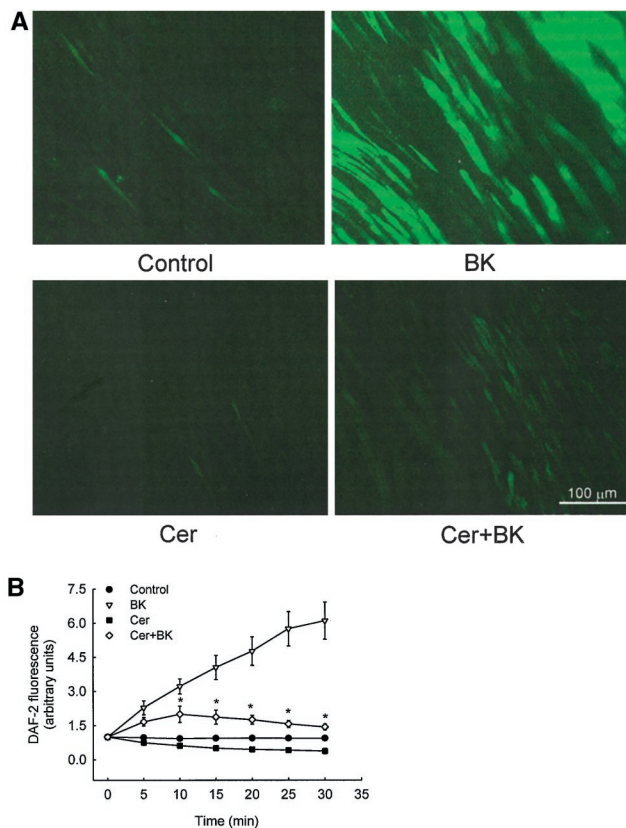 A
Control
BK
100 μm
Cer
Cer+BK
B
DAF-2 fluorescence
(arbitrary units)
7.5
6.0
4.5
3.0
1.5
0.0
Control
BK
Cer
Cer+BK
* * * * *
0 5 10 15 20 25 30 35
Time (min)